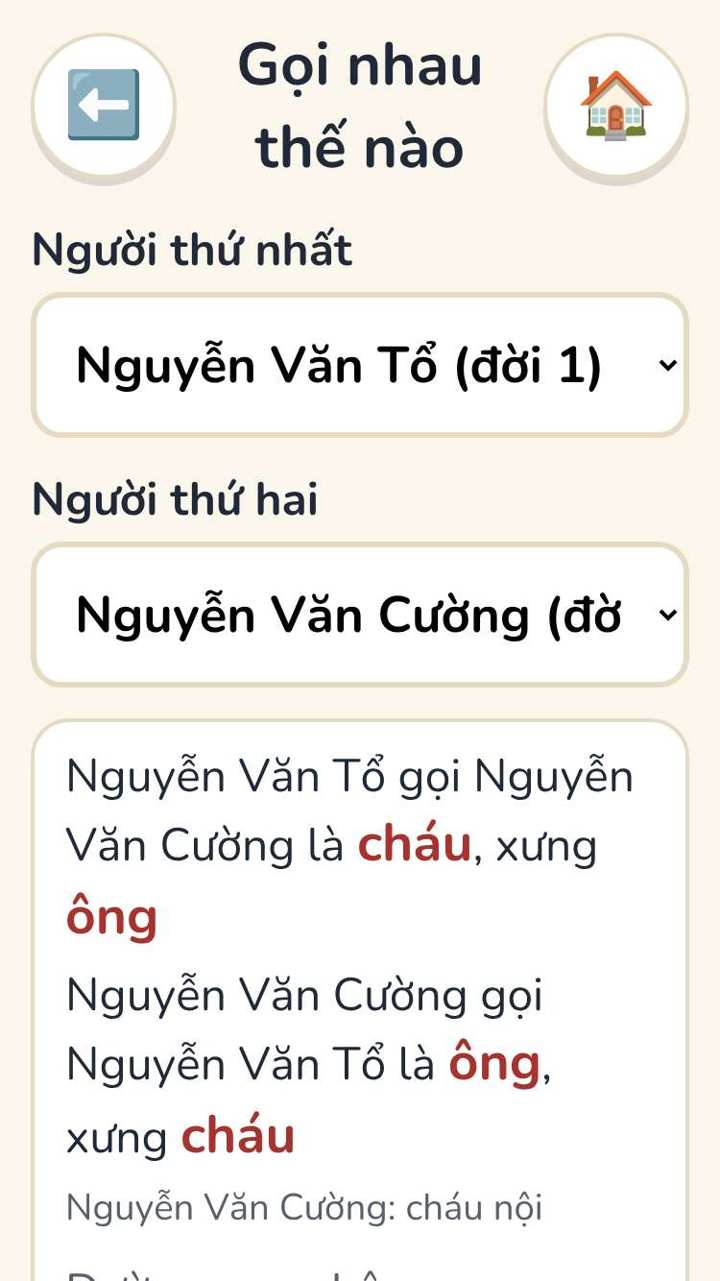 Gọi nhau
thế nào
Người thứ nhất
Nguyễn Văn Tổ (đời 1)
Người thứ hai
Nguyễn Văn Cường (đờ
Nguyễn Văn Tổ gọi Nguyễn
Văn Cường là cháu, xưng
ông
Nguyễn Văn Cường gọi
Nguyễn Văn Tổ là ông,
xưng cháu
Nguyễn Văn Cường: cháu nội